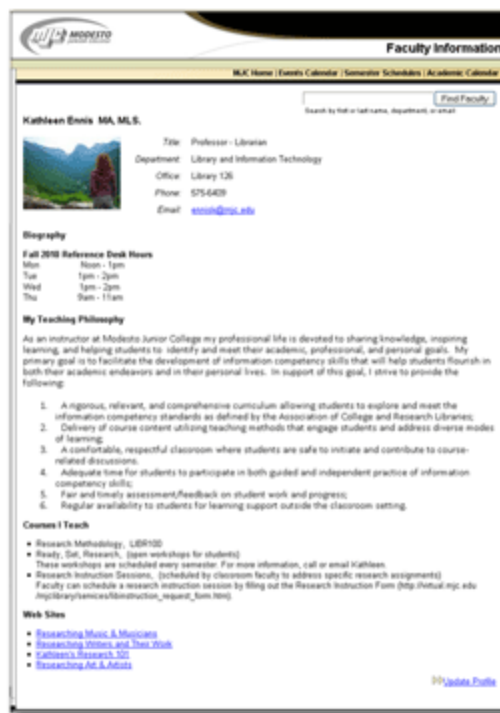 mjc MODESTO
Faculty Information
MJC Home | Events Calendar | Semester Schedules | Academic Calendar
Find Faculty
Search by first or last name, department, or email
Kathleen Ennis MA, MLS.
Title: Professor - Librarian
Department: Library and Information Technology
Office: Library 126
Phone: 575-6409
Email: ennisk@mjc.edu
Biography
Fall 2010 Reference Desk Hours
Mon Noon - 1pm
Tue 1pm - 2pm
Wed 1pm - 2pm
Thu 9am - 11am
My Teaching Philosophy
As an instructor at Modesto Junior College my professional life is devoted to sharing knowledge, inspiring
learning, and helping students to identify and meet their academic, professional, and personal goals. My
primary goal is to facilitate the development of information competency skills that will help students flourish in
both their academic endeavors and in their personal lives. In support of this goal, I strive to provide the
following:
1. A rigorous, relevant, and comprehensive curriculum allowing students to explore and meet the
information competency standards as defined by the Association of College and Research Libraries;
2. Delivery of course content utilizing teaching methods that engage students and address diverse modes
of learning;
3. A comfortable, respectful classroom where students are safe to initiate and contribute to course-
related discussions.
4. Adequate time for students to participate in both guided and independent practice of information
competency skills;
5. Fair and timely assessment/feedback on student work and progress;
6. Regular availability to students for learning support outside the classroom setting.
Courses I Teach
Research Methodology, LIBR100
Ready, Set, Research, (open workshops for students)
These workshops are scheduled every semester. For more information, call or email Kathleen.
Research Instruction Sessions, (scheduled by classroom faculty to address specific research assignments)
Faculty can schedule a research instruction session by filling out the Research Instruction Form (http://virtual.mjc.edu
/mjclibrary/services/libinstruction_request_form.htm).
Web Sites
Researching Music & Musicians
Researching Writers and Their Work
Kathleen's Research 101
Researching Art & Artists
Update Profile